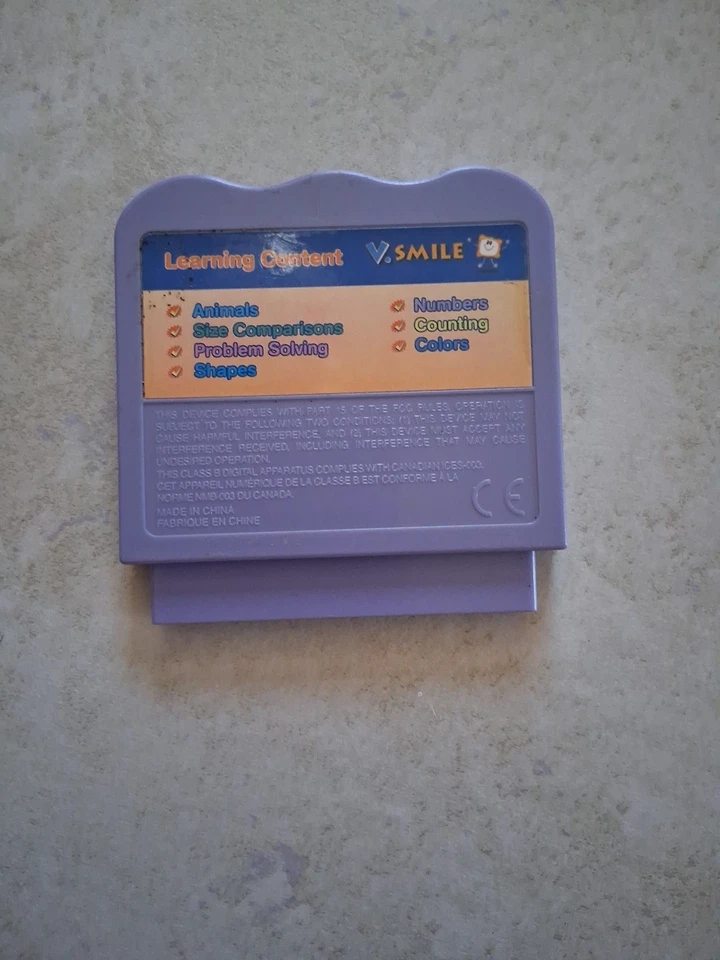 Learning Content
V.SMILE
Animals
Size Comparisons
Problem Solving
Shapes
Numbers
Counting
Colors
THIS DEVICE COMPLIES WITH PART 15 OF THE FCC RULES. OPERATION IS
SUBJECT TO THE FOLLOWING TWO CONDITIONS: (1) THIS DEVICE MAY NOT
CAUSE HARMFUL INTERFERENCE, AND (2) THIS DEVICE MUST ACCEPT ANY
INTERFERENCE RECEIVED, INCLUDING INTERFERENCE THAT MAY CAUSE
UNDESIRED OPERATION.
THIS CLASS B DIGITAL APPARATUS COMPLIES WITH CANADIAN ICES-003.
CET APPAREIL NUMÉRIQUE DE LA CLASSE B EST CONFORME À LA
NORME NMB-003 DU CANADA.
MADE IN CHINA
FABRIQUE EN CHINE
CE